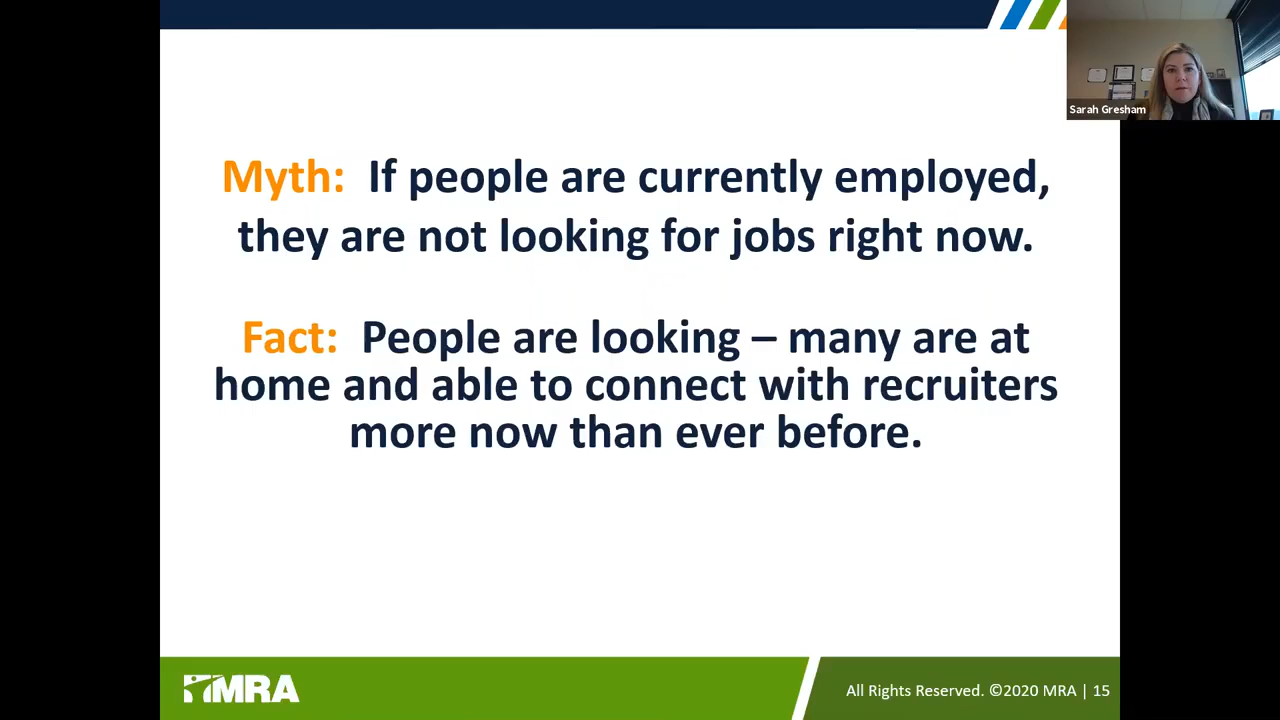 Sarah Gresham
Myth: If people are currently employed,
they are not looking for jobs right now.
Fact: People are looking – many are at
home and able to connect with recruiters
more now than ever before.
MRA
All Rights Reserved. ©2020 MRA | 15